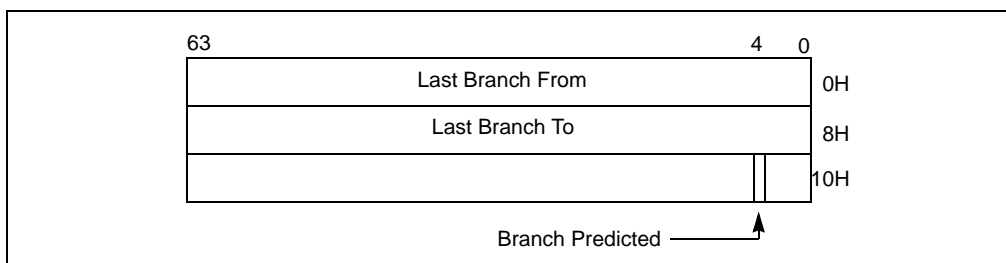 63 4 0
Last Branch From 0H
Last Branch To 8H
10H
Branch Predicted